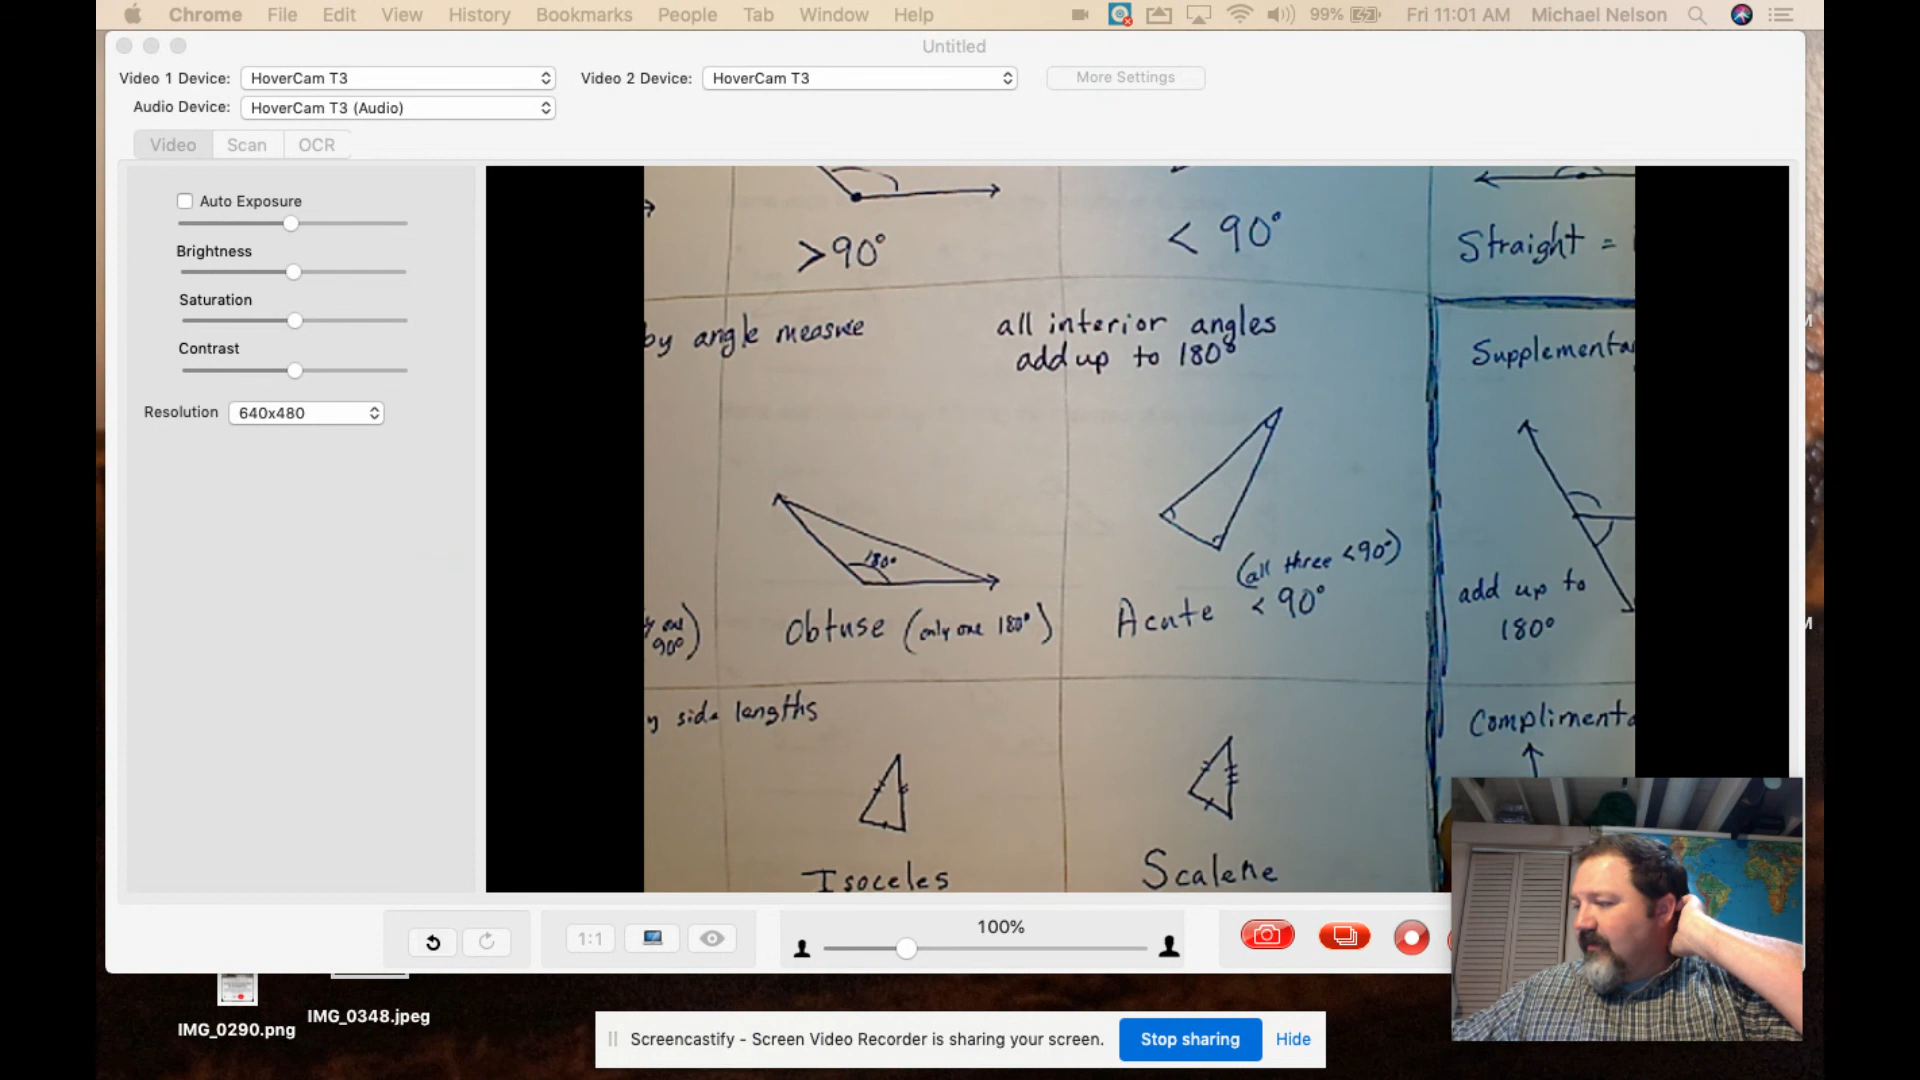 Chrome File Edit View History Bookmarks People Tab Window Help 99% Fri 11:01 AM Michael Nelson
Untitled
Video 1 Device: HoverCam T3 Video 2 Device: HoverCam T3 More Settings
Audio Device: HoverCam T3 (Audio)
Video Scan OCR
Auto Exposure
Brightness
Saturation
Contrast
Resolution 640x480
>90°
< 90°
Straight =
by angle measure
all interior angles
add up to 180°
Supplementa
180°
(all three <90°)
Obtuse (only one 180°)
Acute < 90°
add up to
180°
y one
90°)
y side lengths
Complimenta
Isoceles
Scalene
1:1
100%
IMG_0290.png
IMG_0348.jpeg
Screencastify - Screen Video Recorder is sharing your screen. Stop sharing Hide
M
M